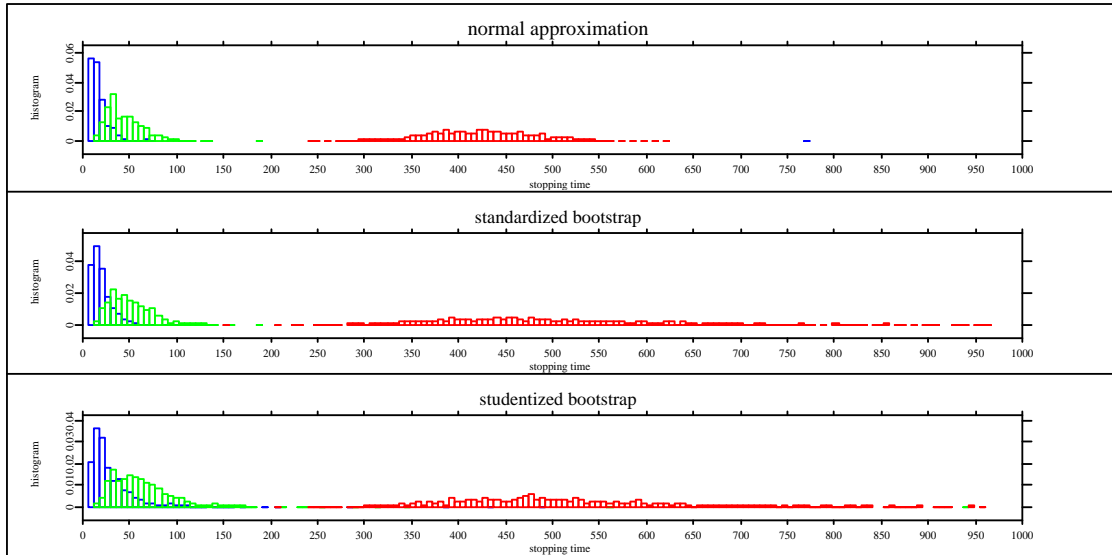 normal approximation
histogram
0 0.02 0.04 0.06
0 50 100 150 200 250 300 350 400 450 500 550 600 650 700 750 800 850 900 950 1000
stopping time
standardized bootstrap
histogram
0 0.02 0.04
0 50 100 150 200 250 300 350 400 450 500 550 600 650 700 750 800 850 900 950 1000
stopping time
studentized bootstrap
histogram
0 0.01 0.02 0.03 0.04
0 50 100 150 200 250 300 350 400 450 500 550 600 650 700 750 800 850 900 950 1000
stopping time